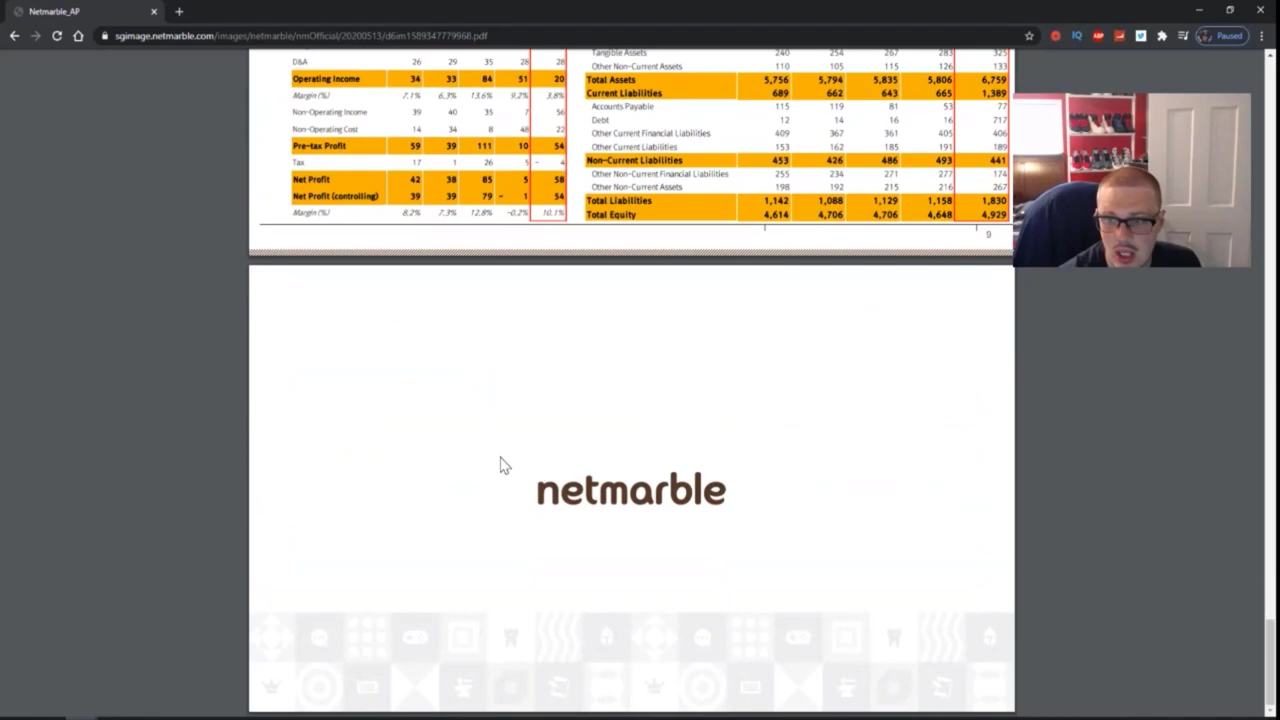 Netmarble_AP
sgimage.netmarble.com/images/netmarble/nmOfficial/20200513/d6im1589347779968.pdf
Paused
D&A 26 29 35 28 28
Operating Income 34 33 84 51 20
Margin (%) 7.1% 6.3% 13.6% 9.2% 3.8%
Non-Operating Income 39 40 35 7 56
Non-Operating Cost 14 34 8 48 22
Pre-tax Profit 59 39 111 10 54
Tax 17 1 26 5 - 4
Net Profit 42 38 85 5 58
Net Profit (controlling) 39 39 79 - 1 54
Margin (%) 8.2% 7.3% 12.8% -0.2% 10.1%
Tangible Assets 240 254 267 283 325
Other Non-Current Assets 110 105 115 126 133
Total Assets 5,756 5,794 5,835 5,806 6,759
Current Liabilities 689 662 643 665 1,389
Accounts Payable 115 119 81 53 77
Debt 12 14 16 16 717
Other Current Financial Liabilities 409 367 361 405 406
Other Current Liabilities 153 162 185 191 189
Non-Current Liabilities 453 426 486 493 441
Other Non-Current Financial Liabilities 255 234 271 277 174
Other Non-Current Assets 198 192 215 216 267
Total Liabilities 1,142 1,088 1,129 1,158 1,830
Total Equity 4,614 4,706 4,706 4,648 4,929
9
netmarble